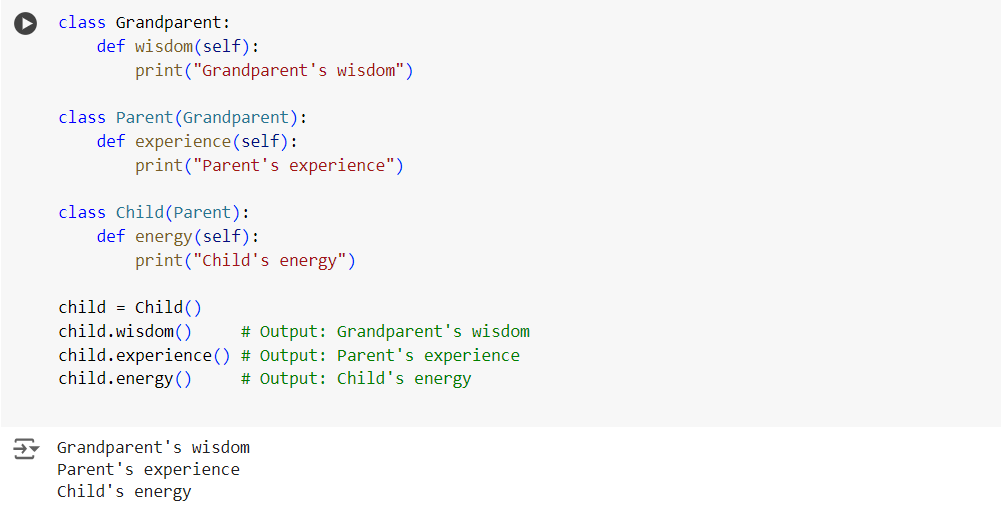 class Grandparent:
    def wisdom(self):
        print("Grandparent's wisdom")

class Parent(Grandparent):
    def experience(self):
        print("Parent's experience")

class Child(Parent):
    def energy(self):
        print("Child's energy")

child = Child()
child.wisdom()     # Output: Grandparent's wisdom
child.experience() # Output: Parent's experience
child.energy()     # Output: Child's energy

Grandparent's wisdom
Parent's experience
Child's energy